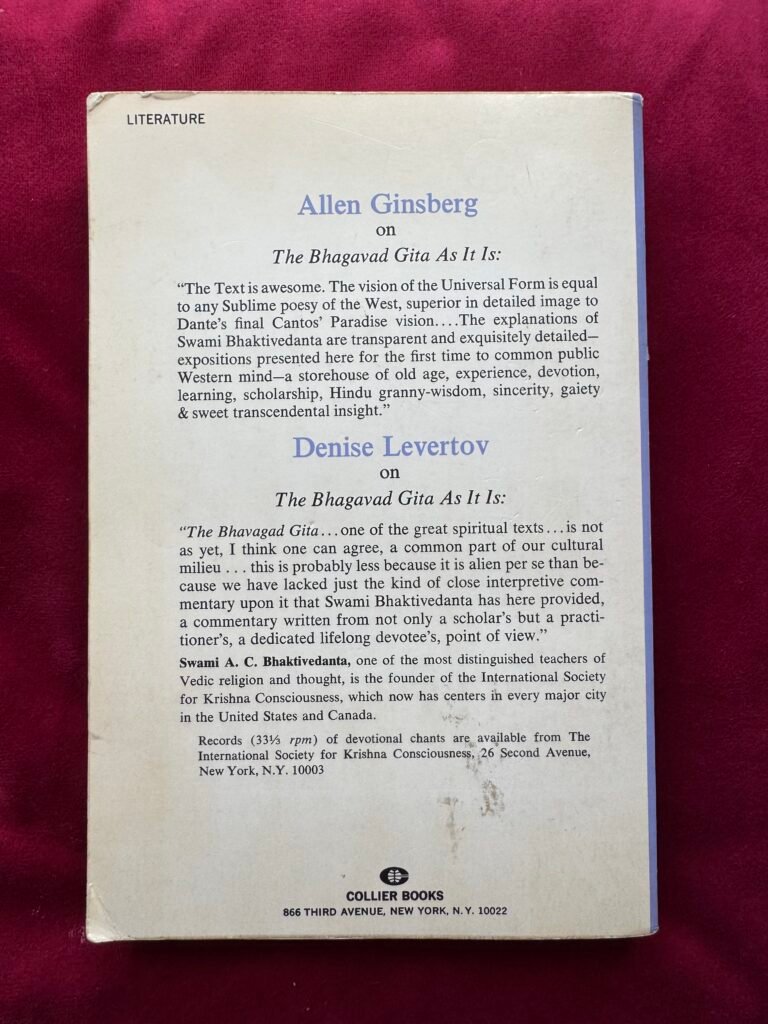 LITERATURE
Allen Ginsberg
on
The Bhagavad Gita As It Is:
“The Text is awesome. The vision of the Universal Form is equal
to any Sublime poesy of the West, superior in detailed image to
Dante’s final Cantos’ Paradise vision....The explanations of
Swami Bhaktivedanta are transparent and exquisitely detailed—
expositions presented here for the first time to common public
Western mind—a storehouse of old age, experience, devotion,
learning, scholarship, Hindu granny-wisdom, sincerity, gaiety
& sweet transcendental insight.”
Denise Levertov
on
The Bhagavad Gita As It Is:
“The Bhavagad Gita...one of the great spiritual texts...is not
as yet, I think one can agree, a common part of our cultural
milieu . . . this is probably less because it is alien per se than be-
cause we have lacked just the kind of close interpretive com-
mentary upon it that Swami Bhaktivedanta has here provided,
a commentary written from not only a scholar’s but a practi-
tioner’s, a dedicated lifelong devotee’s, point of view.”
Swami A. C. Bhaktivedanta, one of the most distinguished teachers of
Vedic religion and thought, is the founder of the International Society
for Krishna Consciousness, which now has centers in every major city
in the United States and Canada.
Records (33⅓ rpm) of devotional chants are available from The
International Society for Krishna Consciousness, 26 Second Avenue,
New York, N.Y. 10003
COLLIER BOOKS
866 THIRD AVENUE, NEW YORK, N.Y. 10022